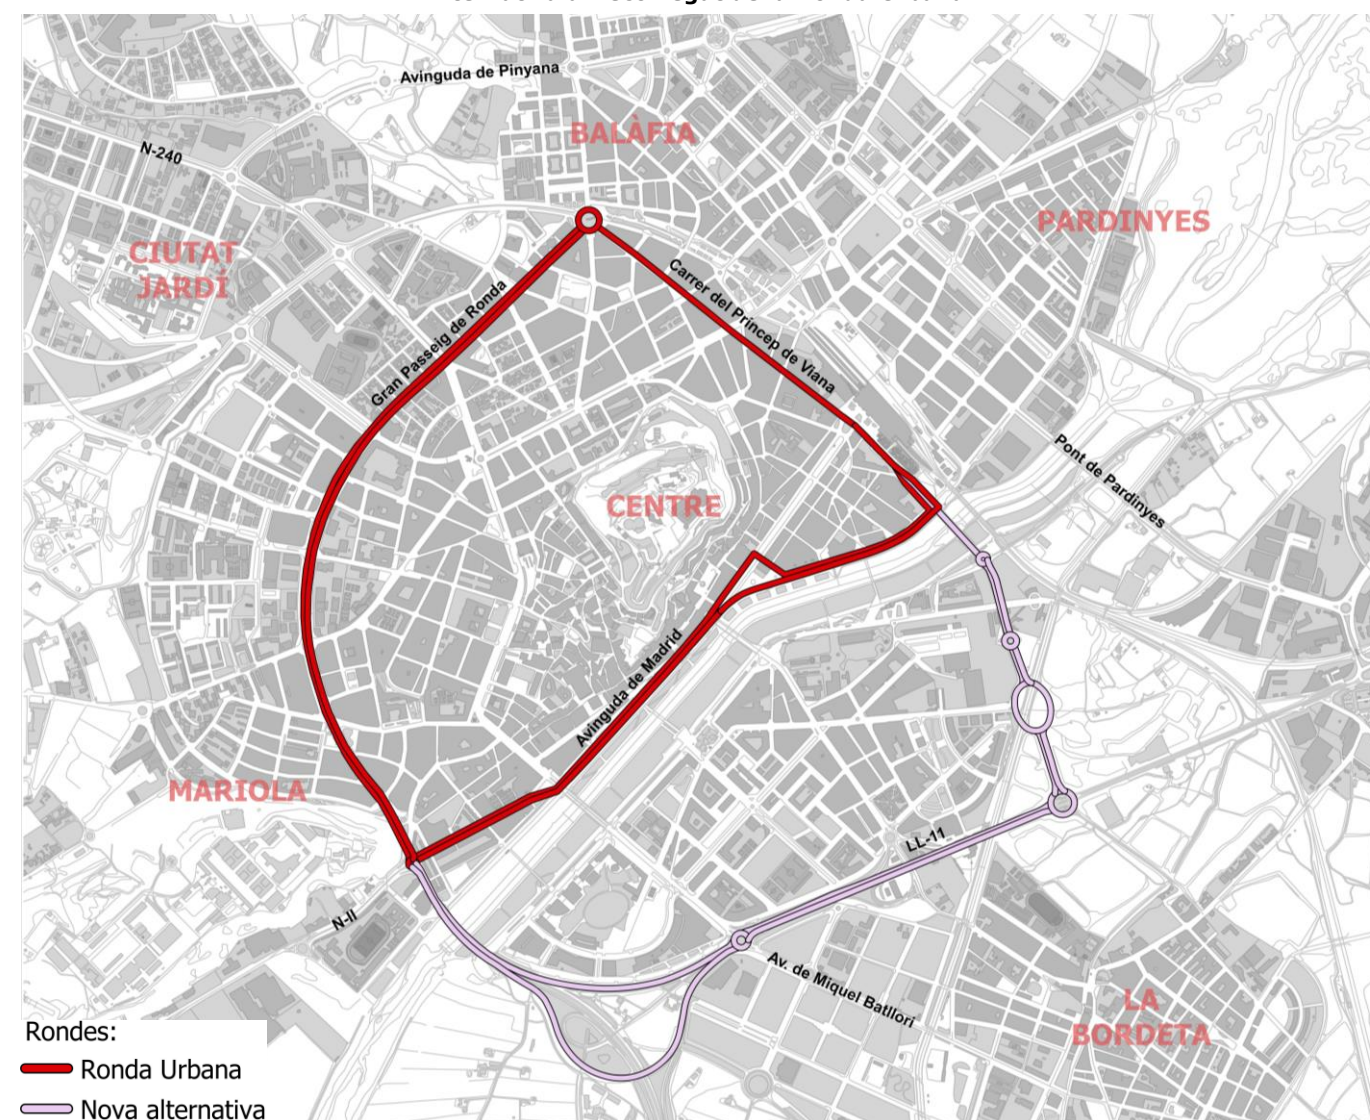 Avinguda de Pinyana
BALÀFIA
N-240
PARDINYES
CIUTAT
JARDÍ
Carrer del Príncep de Viana
Gran Passeig de Ronda
Pont de Pardinyes
CENTRE
Avinguda de Madrid
MARIOLA
LL-11
N-II
Av. de Miquel Batllori
LA
BORDETA
Rondes:
Ronda Urbana
Nova alternativa